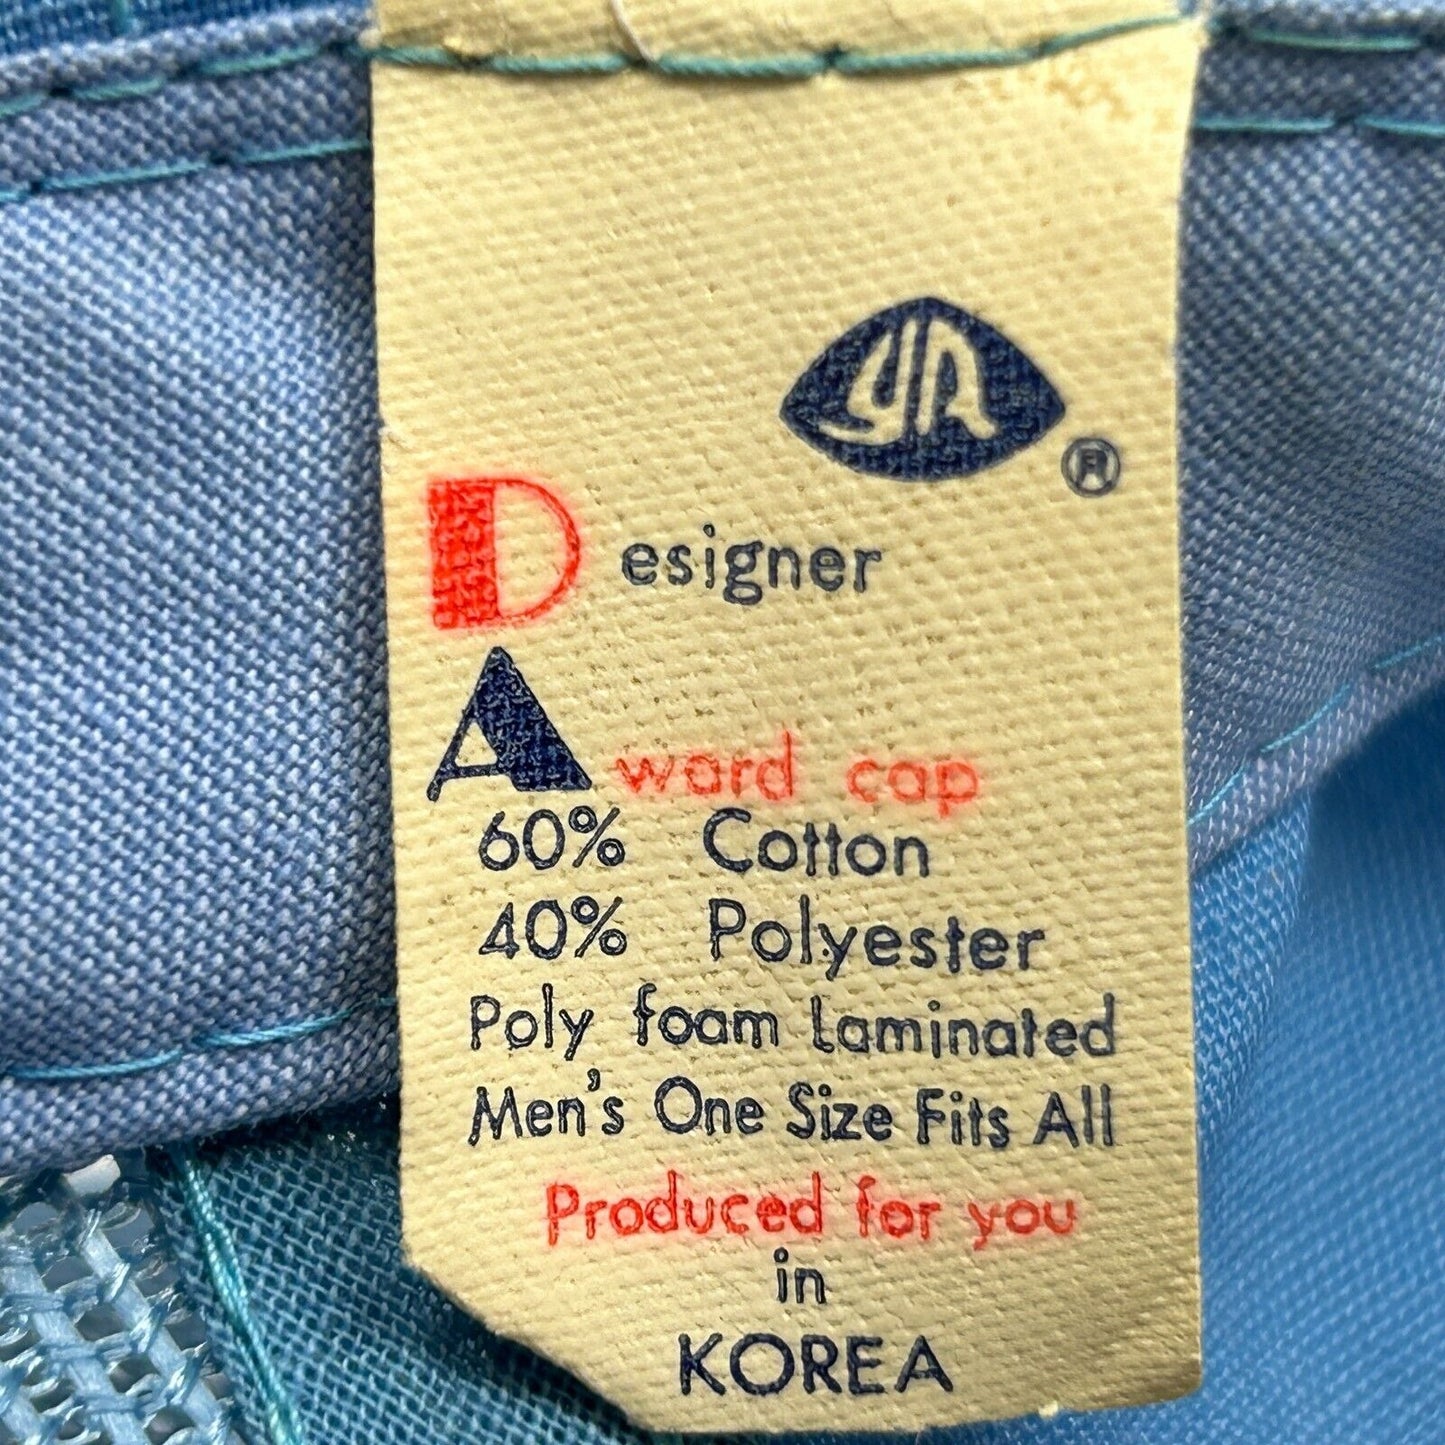 YA ®
Designer
Award cap
60% Cotton
40% Polyester
Poly foam Laminated
Men's One Size Fits All
Produced for you
in
KOREA